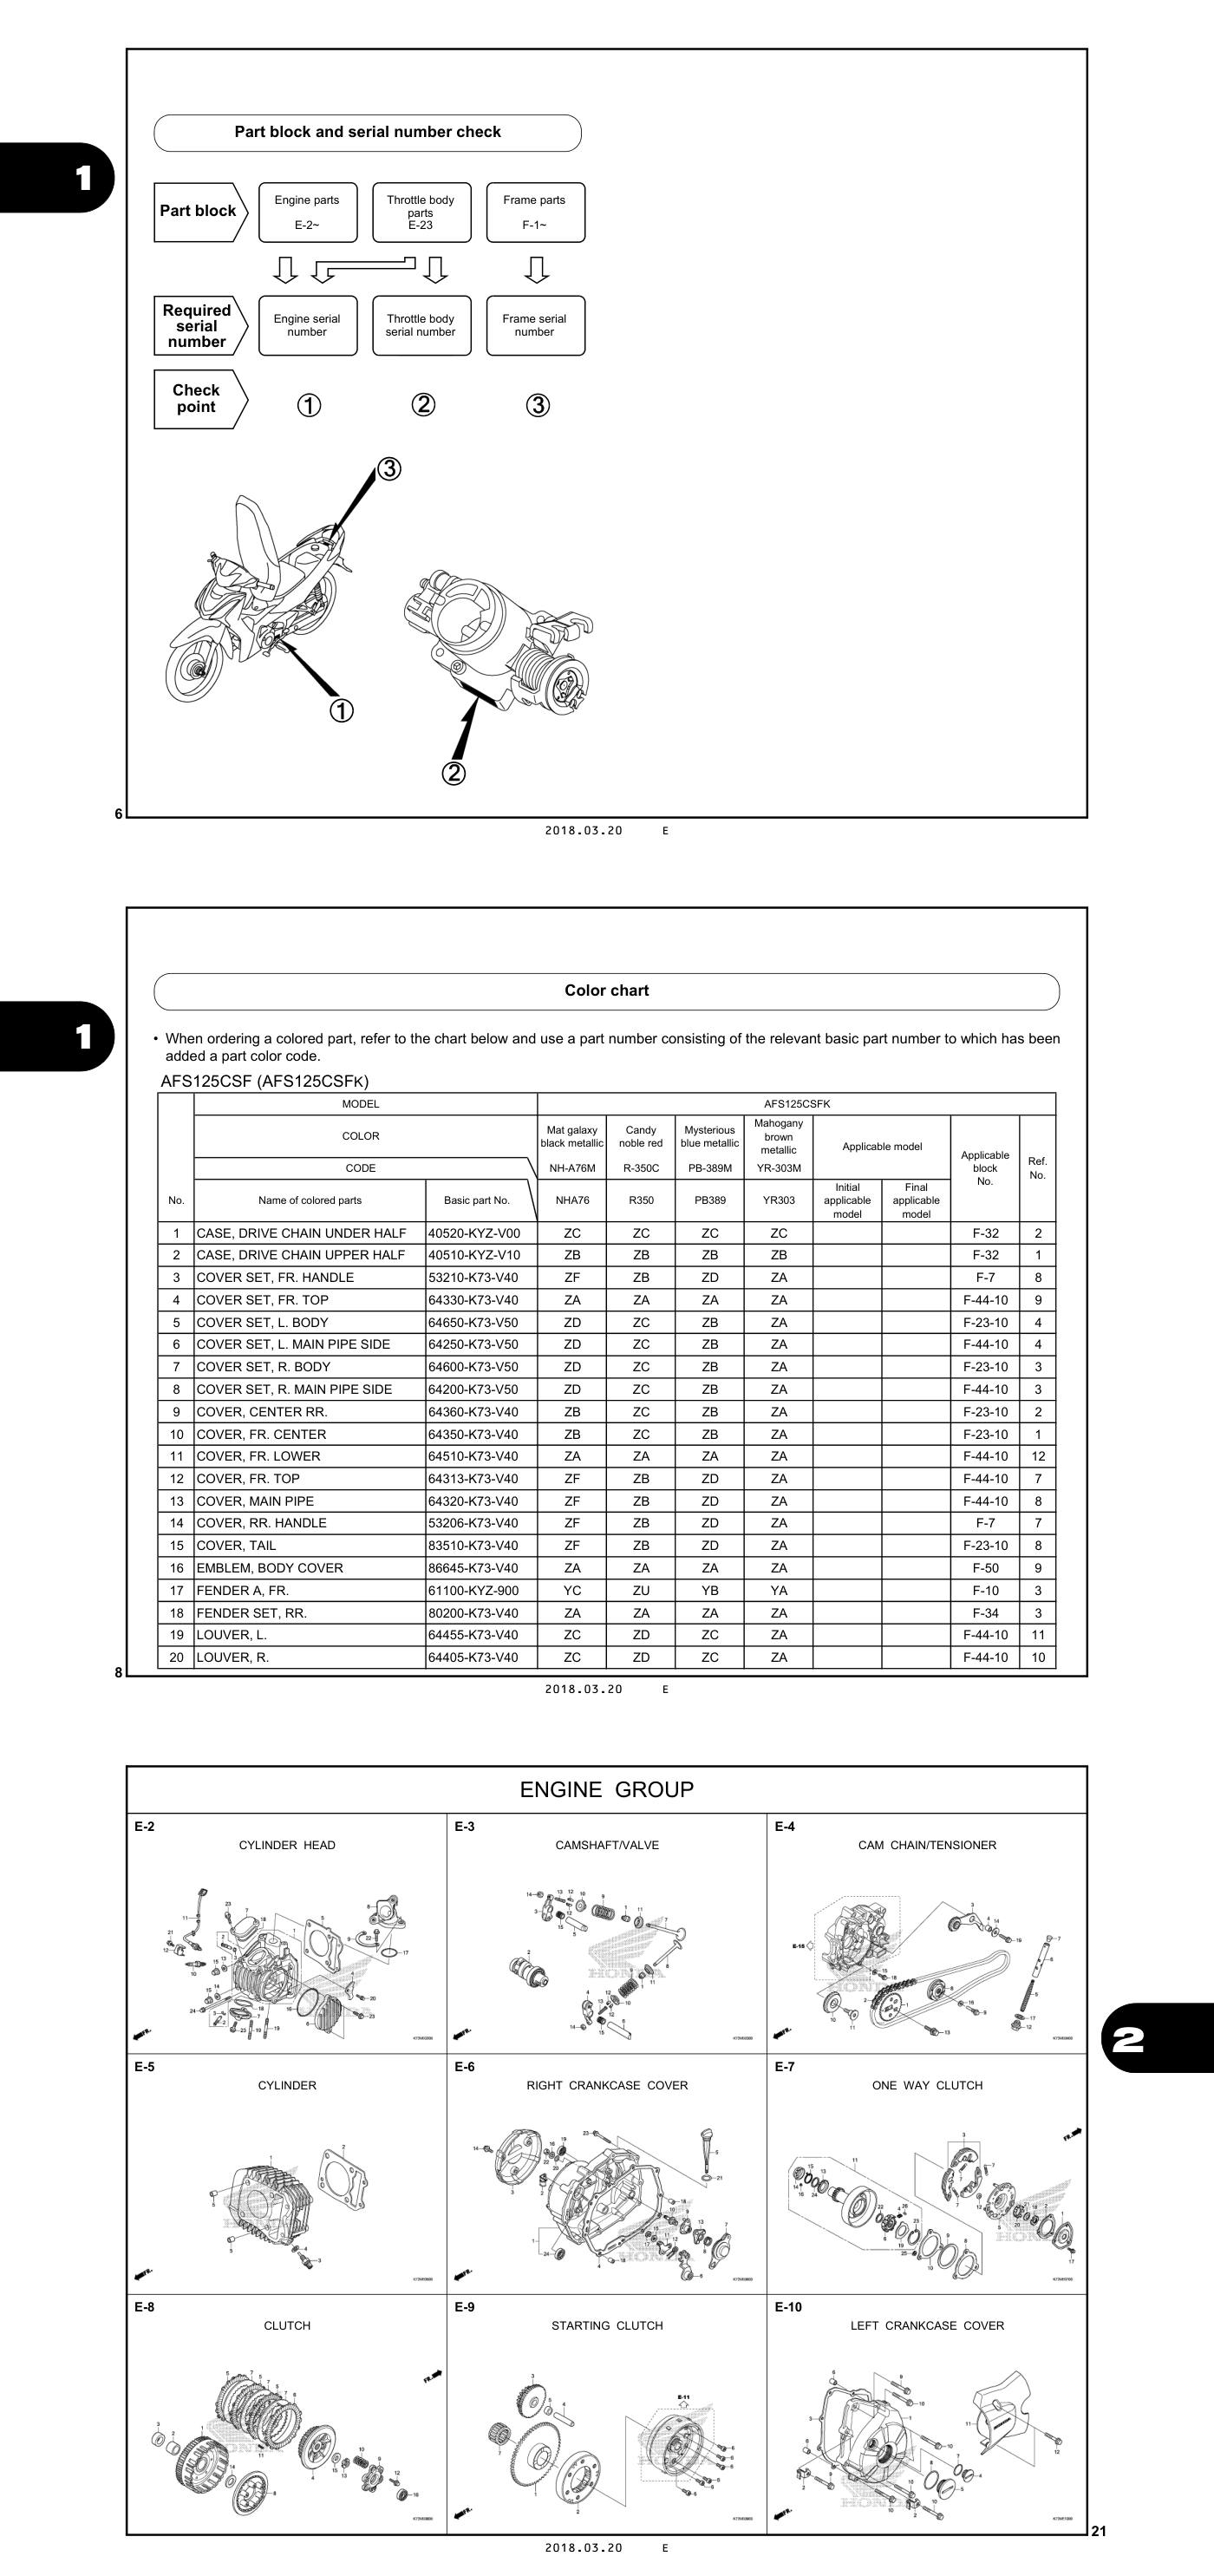 Part block and serial number check
1
Part block
Engine parts
E-2~
Throttle body
parts
E-23
Frame parts
F-1~
Required
serial
number
Engine serial
number
Throttle body
serial number
Frame serial
number
Check
point
① ② ③
③
①
②
6
2018.03.20 E
Color chart
1
• When ordering a colored part, refer to the chart below and use a part number consisting of the relevant basic part number to which has been
added a part color code.
AFS125CSF (AFS125CSFK)
MODEL AFS125CSFK
COLOR
Mat galaxy
black metallic
Candy
noble red
Mysterious
blue metallic
Mahogany
brown
metallic
Applicable model
Applicable
block
No.
Ref.
No.
CODE NH-A76M R-350C PB-389M YR-303M
No. Name of colored parts Basic part No. NHA76 R350 PB389 YR303
Initial
applicable
model
Final
applicable
model
1 CASE, DRIVE CHAIN UNDER HALF 40520-KYZ-V00 ZC ZC ZC ZC F-32 2
2 CASE, DRIVE CHAIN UPPER HALF 40510-KYZ-V10 ZB ZB ZB ZB F-32 1
3 COVER SET, FR. HANDLE 53210-K73-V40 ZF ZB ZD ZA F-7 8
4 COVER SET, FR. TOP 64330-K73-V40 ZA ZA ZA ZA F-44-10 9
5 COVER SET, L. BODY 64650-K73-V50 ZD ZC ZB ZA F-23-10 4
6 COVER SET, L. MAIN PIPE SIDE 64250-K73-V50 ZD ZC ZB ZA F-44-10 4
7 COVER SET, R. BODY 64600-K73-V50 ZD ZC ZB ZA F-23-10 3
8 COVER SET, R. MAIN PIPE SIDE 64200-K73-V50 ZD ZC ZB ZA F-44-10 3
9 COVER, CENTER RR. 64360-K73-V40 ZB ZC ZB ZA F-23-10 2
10 COVER, FR. CENTER 64350-K73-V40 ZB ZC ZB ZA F-23-10 1
11 COVER, FR. LOWER 64510-K73-V40 ZA ZA ZA ZA F-44-10 12
12 COVER, FR. TOP 64313-K73-V40 ZF ZB ZD ZA F-44-10 7
13 COVER, MAIN PIPE 64320-K73-V40 ZF ZB ZD ZA F-44-10 8
14 COVER, RR. HANDLE 53206-K73-V40 ZF ZB ZD ZA F-7 7
15 COVER, TAIL 83510-K73-V40 ZF ZB ZD ZA F-23-10 8
16 EMBLEM, BODY COVER 86645-K73-V40 ZA ZA ZA ZA F-50 9
17 FENDER A, FR. 61100-KYZ-900 YC ZU YB YA F-10 3
18 FENDER SET, RR. 80200-K73-V40 ZA ZA ZA ZA F-34 3
19 LOUVER, L. 64455-K73-V40 ZC ZD ZC ZA F-44-10 11
20 LOUVER, R. 64405-K73-V40 ZC ZD ZC ZA F-44-10 10
8
2018.03.20 E
ENGINE GROUP
E-2 E-3 E-4
CYLINDER HEAD CAMSHAFT/VALVE CAM CHAIN/TENSIONER
2
E-5 E-6 E-7
CYLINDER RIGHT CRANKCASE COVER ONE WAY CLUTCH
E-8 E-9 E-10
CLUTCH STARTING CLUTCH LEFT CRANKCASE COVER
E-11
HONDA
21
2018.03.20 E